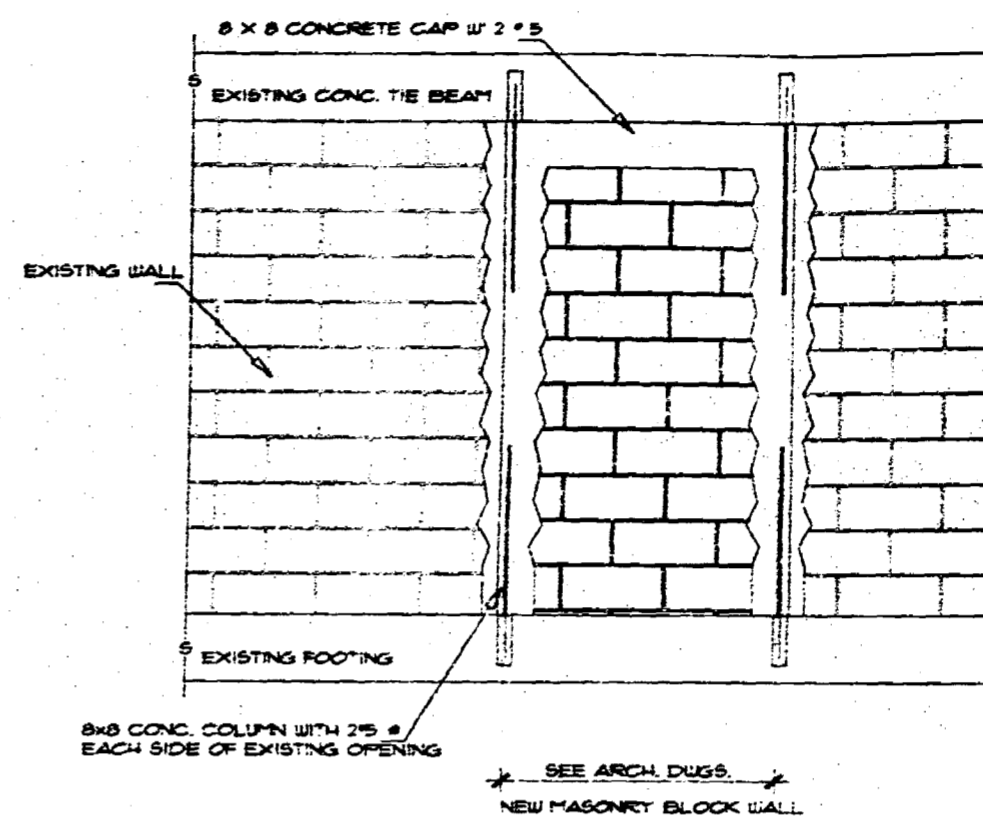 8 X 8 CONCRETE CAP W 2 #5
S
EXISTING CONC. TIE BEAM
EXISTING WALL
S
EXISTING FOOTING
8x8 CONC. COLUMN WITH 2#5 #
EACH SIDE OF EXISTING OPENING
SEE ARCH. DWGS.
NEW MASONRY BLOCK WALL